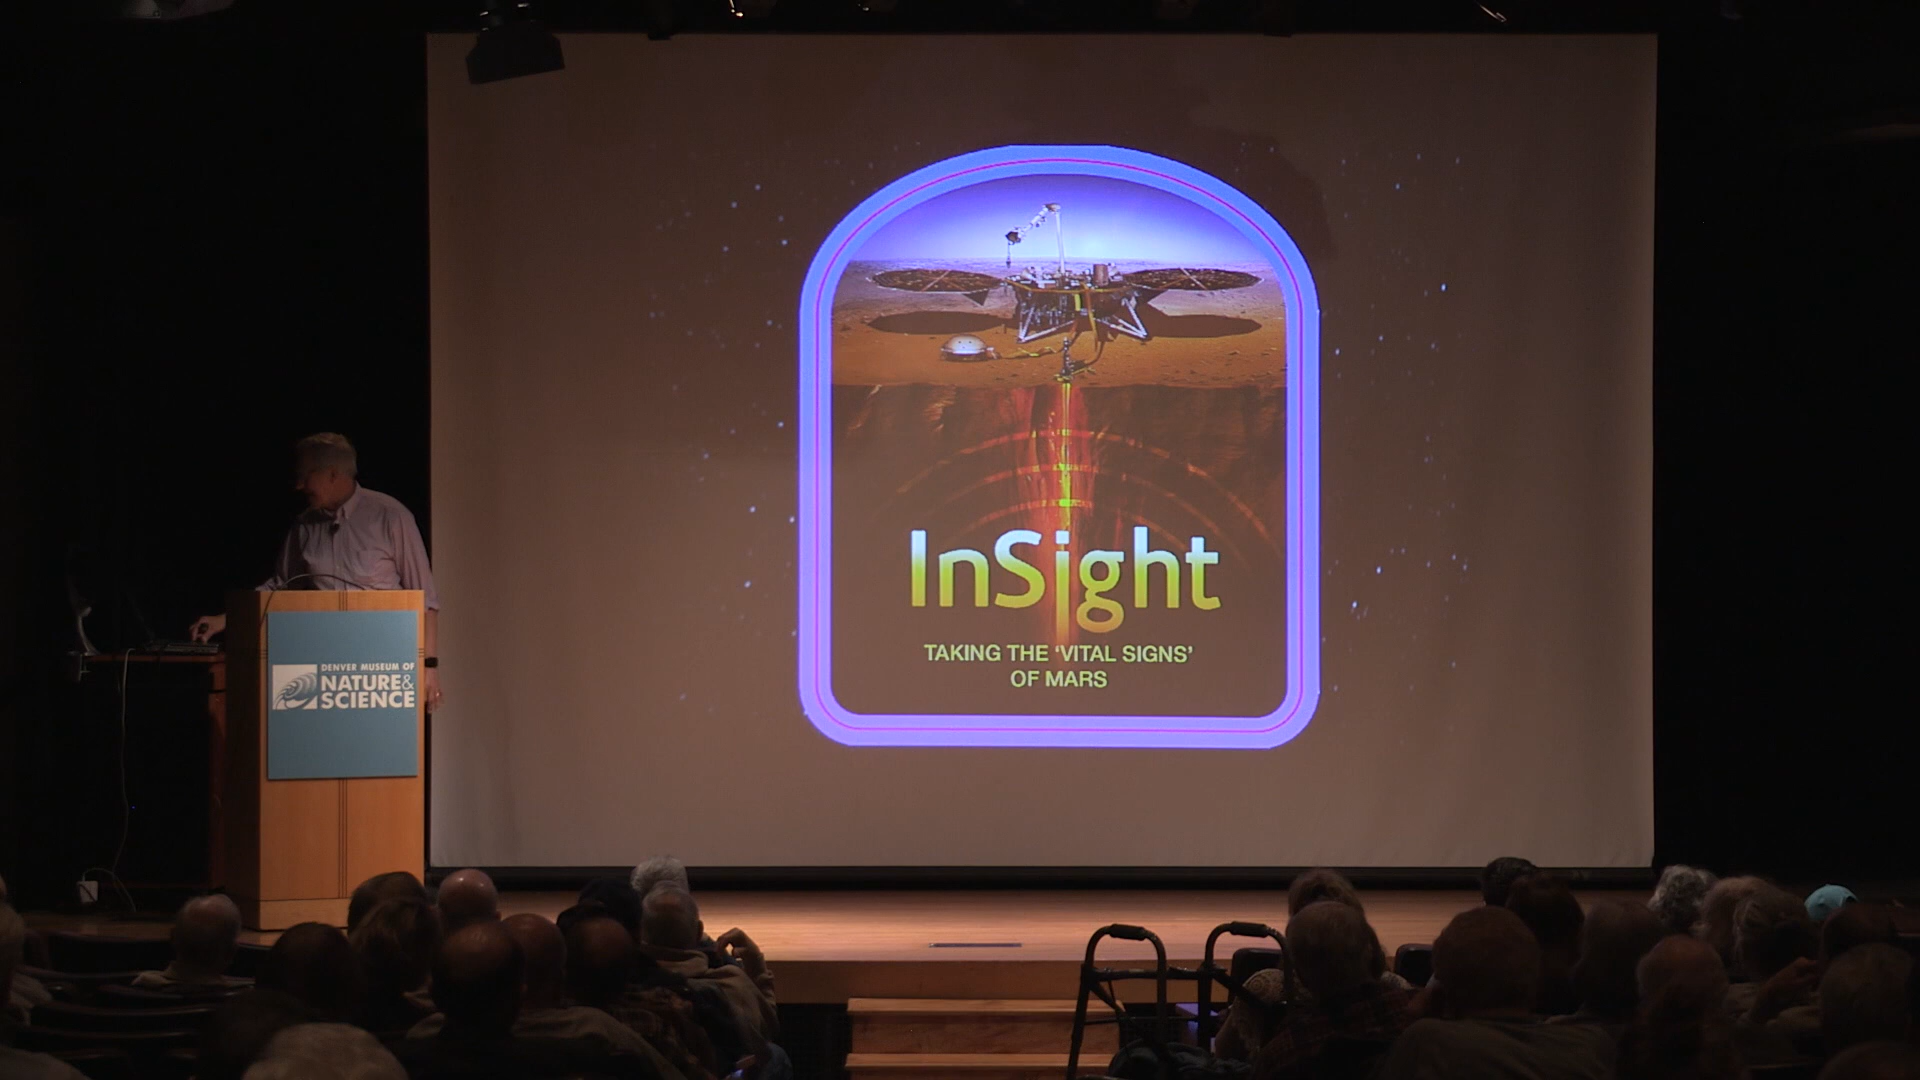 InSight
TAKING THE ‘VITAL SIGNS’
OF MARS
DENVER MUSEUM OF
NATURE&
SCIENCE